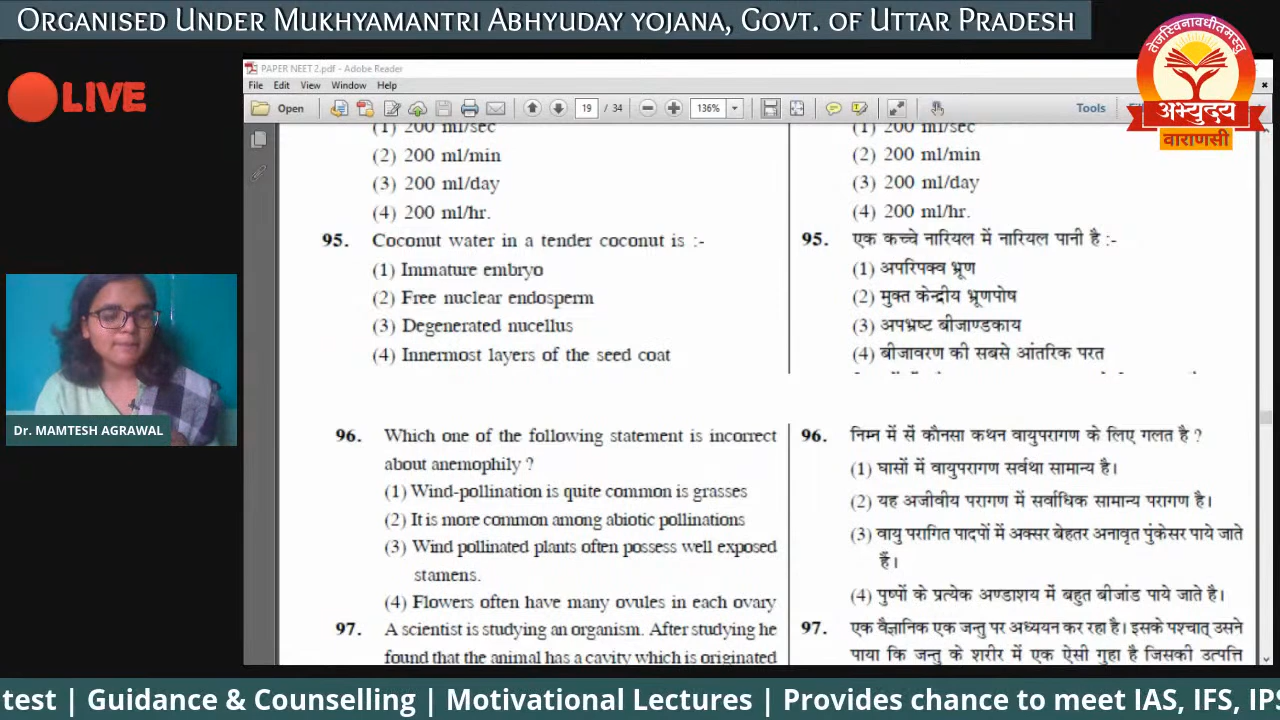 Organised Under Mukhyamantri Abhyuday yojana, Govt. of Uttar Pradesh
तेजस्विनावधीतमस्तु
अभ्युदय
वाराणसी
LIVE
PAPER NEET 2.pdf - Adobe Reader
File Edit View Window Help
Open 19 / 34 136% Tools
(1) 200 ml/sec
(2) 200 ml/min
(3) 200 ml/day
(4) 200 ml/hr.
95. Coconut water in a tender coconut is :-
(1) Immature embryo
(2) Free nuclear endosperm
(3) Degenerated nucellus
(4) Innermost layers of the seed coat
96. Which one of the following statement is incorrect
about anemophily ?
(1) Wind-pollination is quite common is grasses
(2) It is more common among abiotic pollinations
(3) Wind pollinated plants often possess well exposed
stamens.
(4) Flowers often have many ovules in each ovary
97. A scientist is studying an organism. After studying he
found that the animal has a cavity which is originated
(1) 200 ml/sec
(2) 200 ml/min
(3) 200 ml/day
(4) 200 ml/hr.
95. एक कच्चे नारियल में नारियल पानी है :-
(1) अपरिपक्व भ्रूण
(2) मुक्त केन्द्रीय भ्रूणपोष
(3) अपभ्रष्ट बीजाण्डकाय
(4) बीजावरण की सबसे आंतरिक परत
96. निम्न में सें कौनसा कथन वायुपरागण के लिए गलत है ?
(1) घासों में वायुपरागण सर्वथा सामान्य है।
(2) यह अजीवीय परागण में सर्वाधिक सामान्य परागण है।
(3) वायु परागित पादपों में अक्सर बेहतर अनावृत पुंकेसर पाये जाते
हैं।
(4) पुष्पों के प्रत्येक अण्डाशय में बहुत बीजांड पाये जाते है।
97. एक वैज्ञानिक एक जन्तु पर अध्ययन कर रहा है। इसके पश्चात् उसने
पाया कि जन्तु के शरीर में एक ऐसी गुहा है जिसकी उत्पत्ति
Dr. MAMTESH AGRAWAL
test | Guidance & Counselling | Motivational Lectures | Provides chance to meet IAS, IFS, IPS